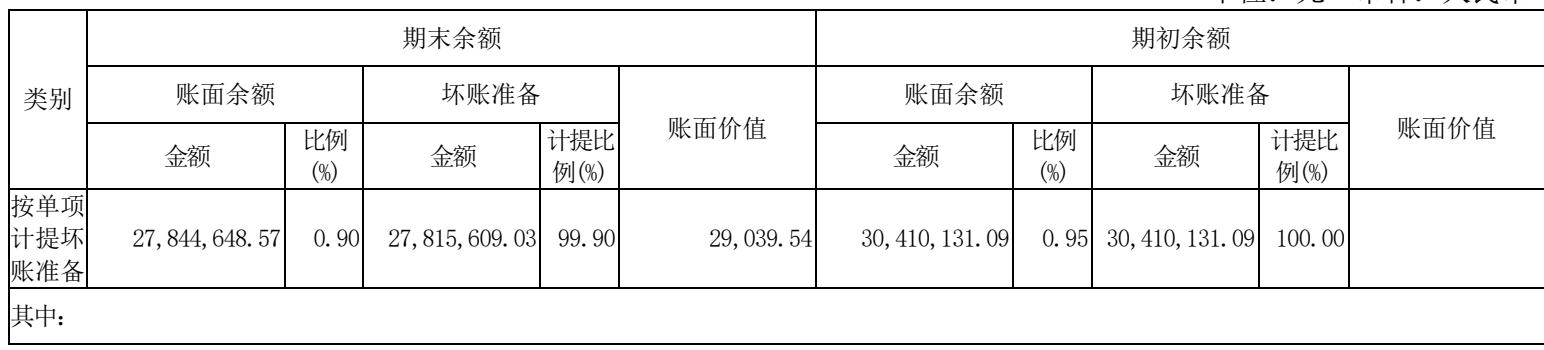 期末余额 期初余额
类别 账面余额 坏账准备 账面价值 账面余额 坏账准备 账面价值
金额 比例(%) 金额 计提比例(%) 金额 比例(%) 金额 计提比例(%)
按单项计提坏账准备 27,844,648.57 0.90 27,815,609.03 99.90 29,039.54 30,410,131.09 0.95 30,410,131.09 100.00
其中: